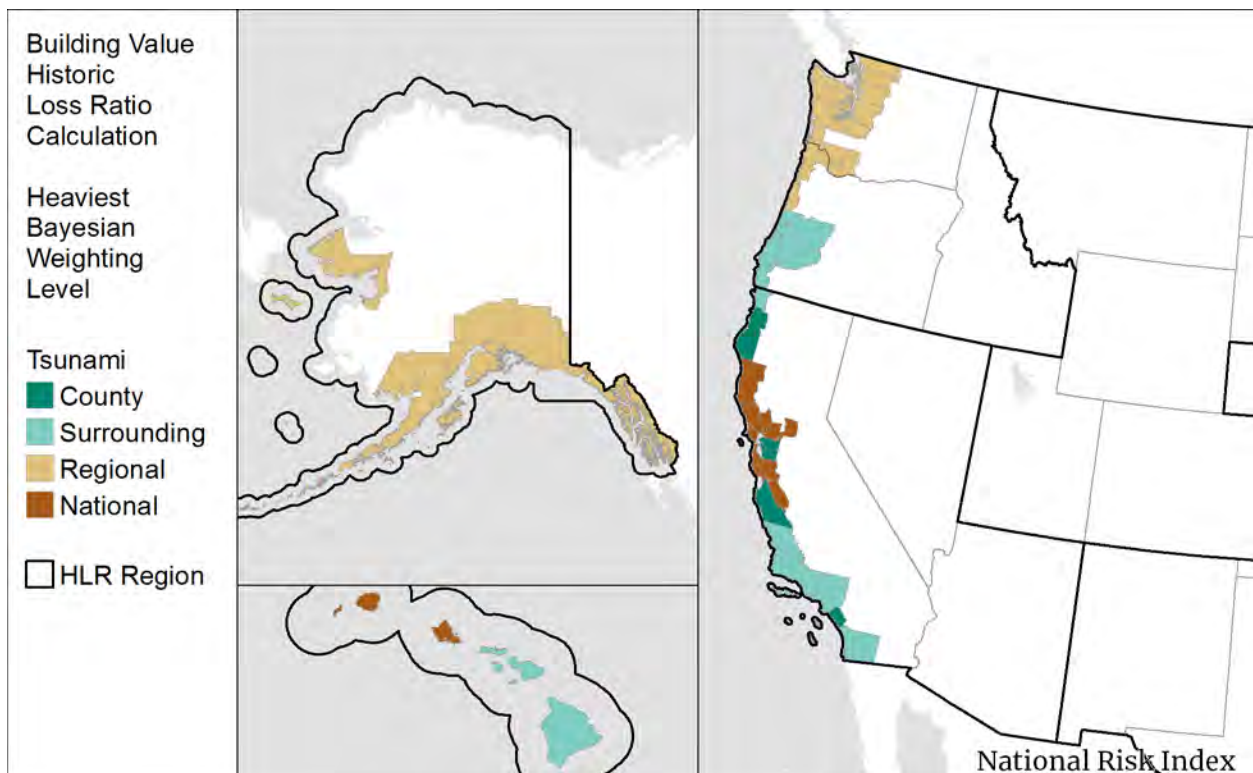 Building Value
Historic
Loss Ratio
Calculation
Heaviest
Bayesian
Weighting
Level
Tsunami
County
Surrounding
Regional
National
HLR Region
National Risk Index